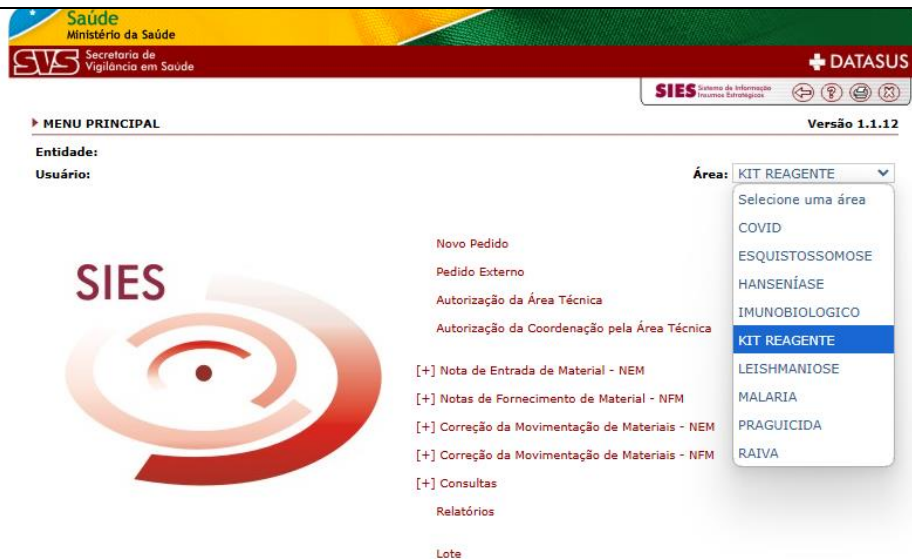 Saúde
Ministério da Saúde
SVS Secretaria de Vigilância em Saúde
DATASUS
SIES Sistema de Informação Insumos Estratégicos
MENU PRINCIPAL
Versão 1.1.12
Entidade:
Usuário:
Área: KIT REAGENTE
Selecione uma área
COVID
ESQUISTOSSOMOSE
HANSENÍASE
IMUNOBIOLOGICO
KIT REAGENTE
LEISHMANIOSE
MALARIA
PRAGUICIDA
RAIVA
SIES
Novo Pedido
Pedido Externo
Autorização da Área Técnica
Autorização da Coordenação pela Área Técnica
[+] Nota de Entrada de Material - NEM
[+] Notas de Fornecimento de Material - NFM
[+] Correção da Movimentação de Materiais - NEM
[+] Correção da Movimentação de Materiais - NFM
[+] Consultas
Relatórios
Lote